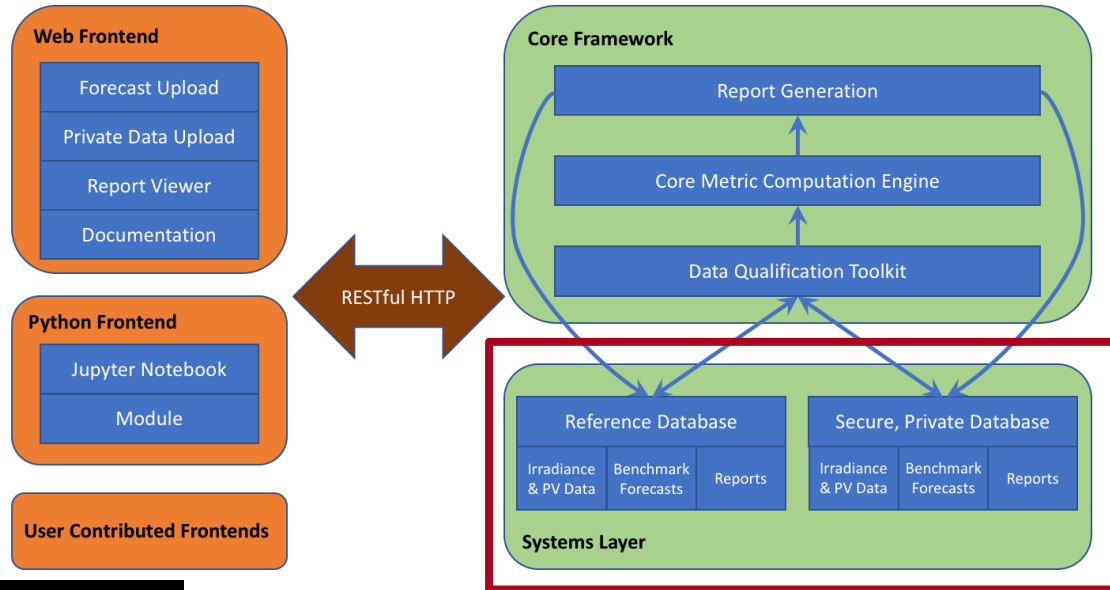 Web Frontend
Forecast Upload
Private Data Upload
Report Viewer
Documentation
Python Frontend
Jupyter Notebook
Module
User Contributed Frontends
RESTful HTTP
Core Framework
Report Generation
Core Metric Computation Engine
Data Qualification Toolkit
Reference Database
Irradiance
& PV Data
Benchmark
Forecasts
Reports
Secure, Private Database
Irradiance
& PV Data
Benchmark
Forecasts
Reports
Systems Layer